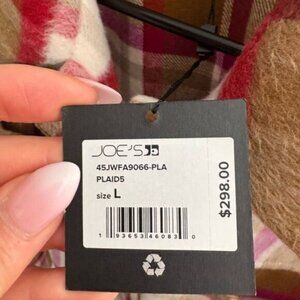 JOE'S
45JWFA9066-PLA
PLAID5
size L
$298.00
1 93653 46083 0